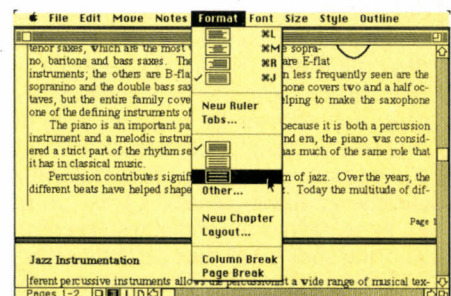 File Edit Move Notes Format Font Size Style Outline
⌘L
⌘M
⌘R
✓ ⌘J
New Ruler
Tabs...
✓
Other...
New Chapter
Layout...
Column Break
Page Break
tenor saxes, which are the most sopra-
no, baritone and bass saxes. The are E-flat
instruments; the others are B-fla n less frequently seen are the
sopranino and the double bass sax hone covers two and a half oc-
taves, but the entire family cove elping to make the saxophone
one of the defining instruments of
The piano is an important pa because it is both a percussion
instrument and a melodic instrum nd era, the piano was consid-
ered a strict part of the rhythm se has much of the same role that
it has in classical music.
Percussion contributes signifi m of jazz. Over the years, the
different beats have helped shape Today the multitude of dif-
Page 1
Jazz Instrumentation
ferent percussive instruments allows the percussionist a wide range of musical tex-
Pages 1-2